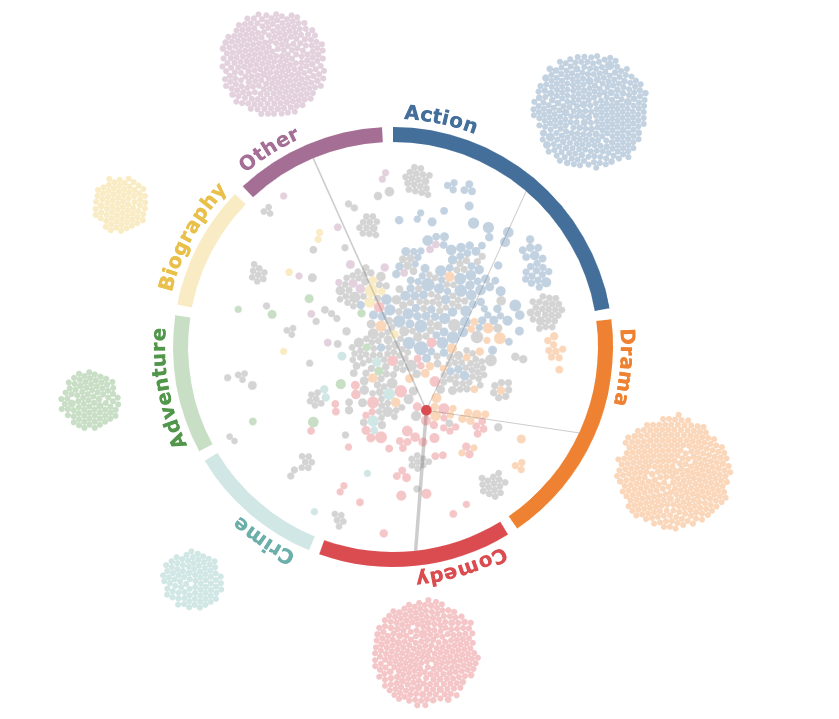 Action
Drama
Comedy
Crime
Adventure
Biography
Other